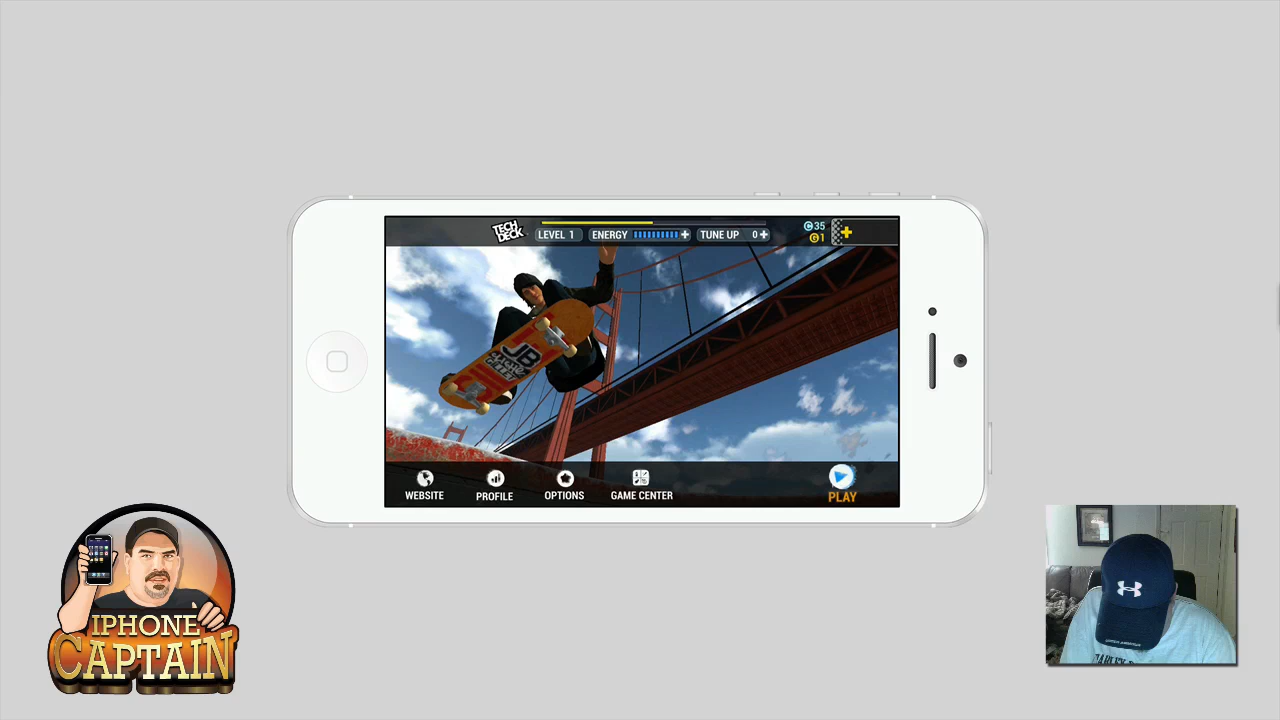 TECH DECK
LEVEL 1
ENERGY +
TUNE UP 0 +
C 35
G 1
+
JB
GILLET
WEBSITE
PROFILE
OPTIONS
GAME CENTER
PLAY
IPHONE
CAPTAIN